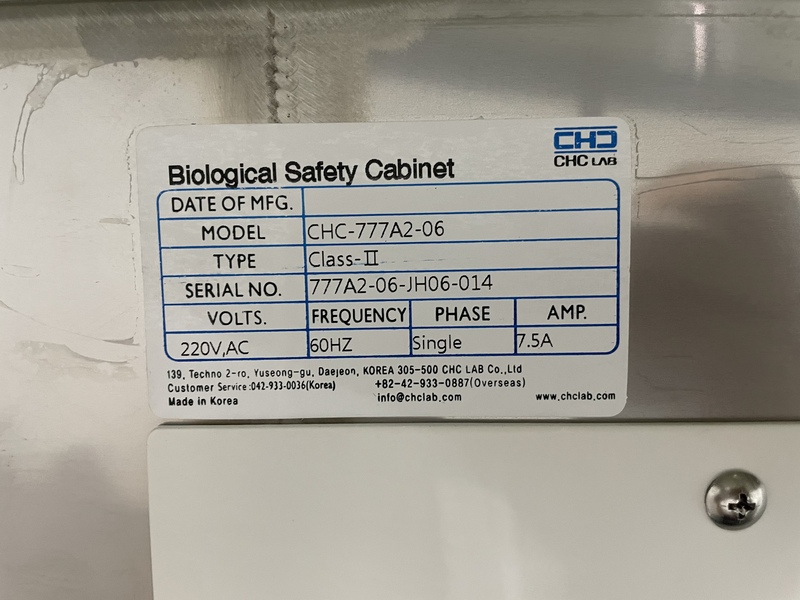 CHC
CHC LAB
Biological Safety Cabinet
DATE OF MFG.
MODEL CHC-777A2-06
TYPE Class-Ⅱ
SERIAL NO. 777A2-06-JH06-014
VOLTS. FREQUENCY PHASE AMP.
220V,AC 60HZ Single 7.5A
139, Techno 2-ro, Yuseong-gu, Daejeon, KOREA 305-500 CHC LAB Co.,Ltd
Customer Service:042-933-0036(Korea) +82-42-933-0887(Overseas)
Made in Korea info@chclab.com www.chclab.com